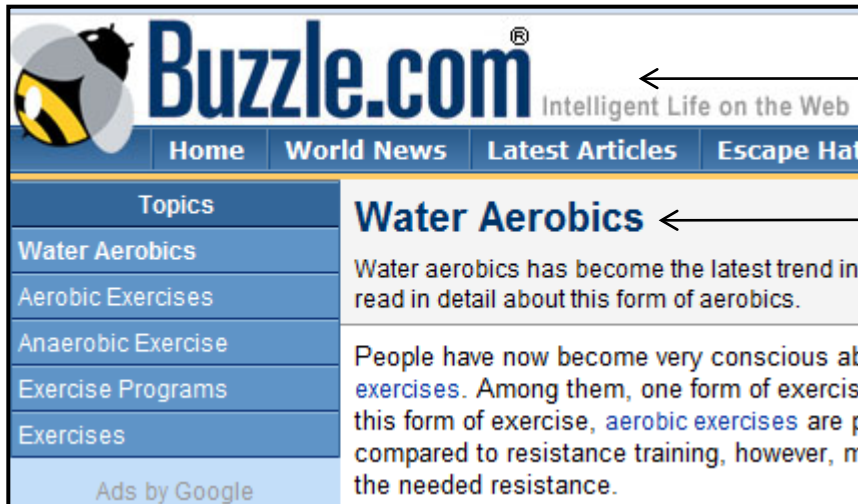 Buzzle.com®
Intelligent Life on the Web
Home World News Latest Articles Escape
Topics
Water Aerobics
Aerobic Exercises
Anaerobic Exercise
Exercise Programs
Exercises
Ads by Google
Water Aerobics
Water aerobics has become the latest trend in
read in detail about this form of aerobics.
People have now become very conscious
exercises. Among them, one form of
this form of exercise, aerobic exercises are
compared to resistance training, however,
the needed resistance.